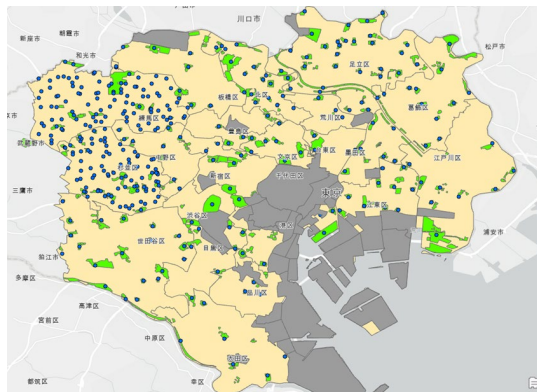 川口市
新座市
朝霞市
和光市
松戸市
足立区
板橋区
北区
葛飾区
練馬区
荒川区
豊島区
武蔵野市
中野区
文京区
台東区
墨田区
江戸川区
杉並区
新宿区
千代田区
三鷹市
東京
江東区
渋谷区
港区
浦安市
世田谷区
目黒区
狛江市
多摩区
高津区
品川区
宮前区
中原区
大田区
都筑区
幸区